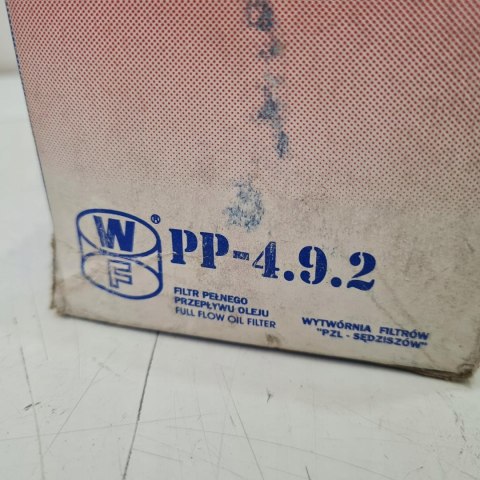 WF®
PP-4.9.2
FILTR PEŁNEGO
PRZEPŁYWU OLEJU
FULL FLOW OIL FILTER
WYTWÓRNIA FILTRÓW
"PZL - SĘDZISZÓW"